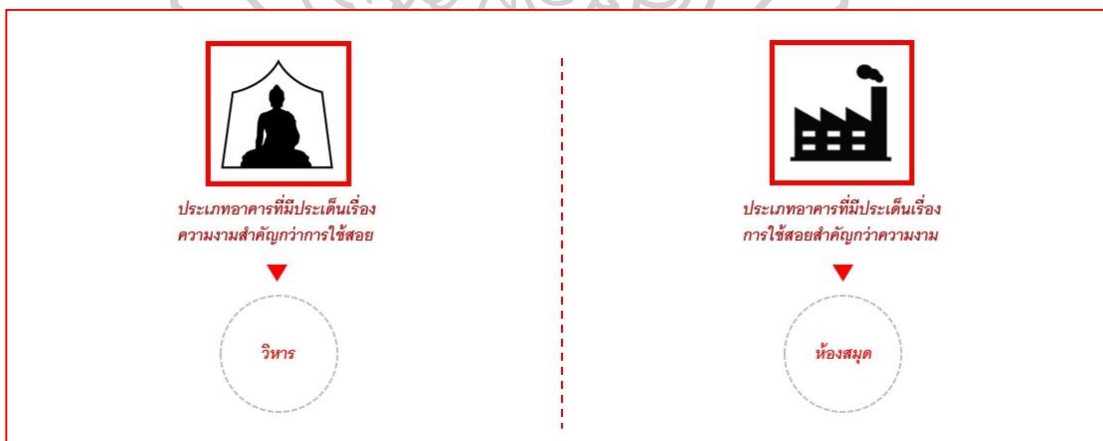 ประเภทอาคารที่มีประเด็นเรื่อง
ความงามสำคัญกว่าการใช้สอย
วิหาร
ประเภทอาคารที่มีประเด็นเรื่อง
การใช้สอยสำคัญกว่าความงาม
ห้องสมุด